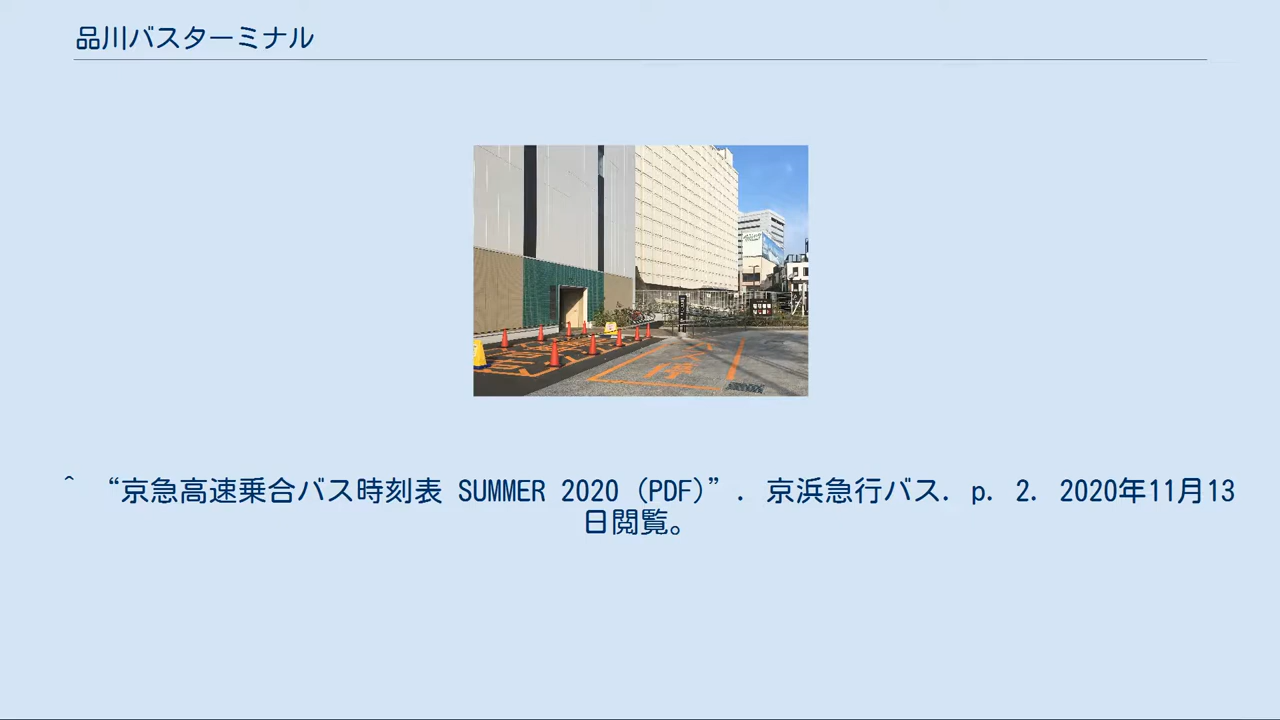 品川バスターミナル
^ “京急高速乗合バス時刻表 SUMMER 2020 (PDF)”. 京浜急行バス. p. 2. 2020年11月13
日閲覧。